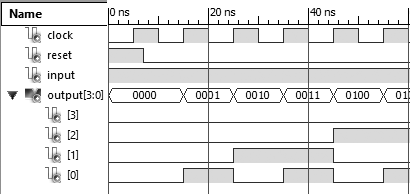 Name 0 ns 20 ns 40 ns
clock
reset
input
output[3:0] 0000 0001 0010 0011 0100 01
[3]
[2]
[1]
[0]